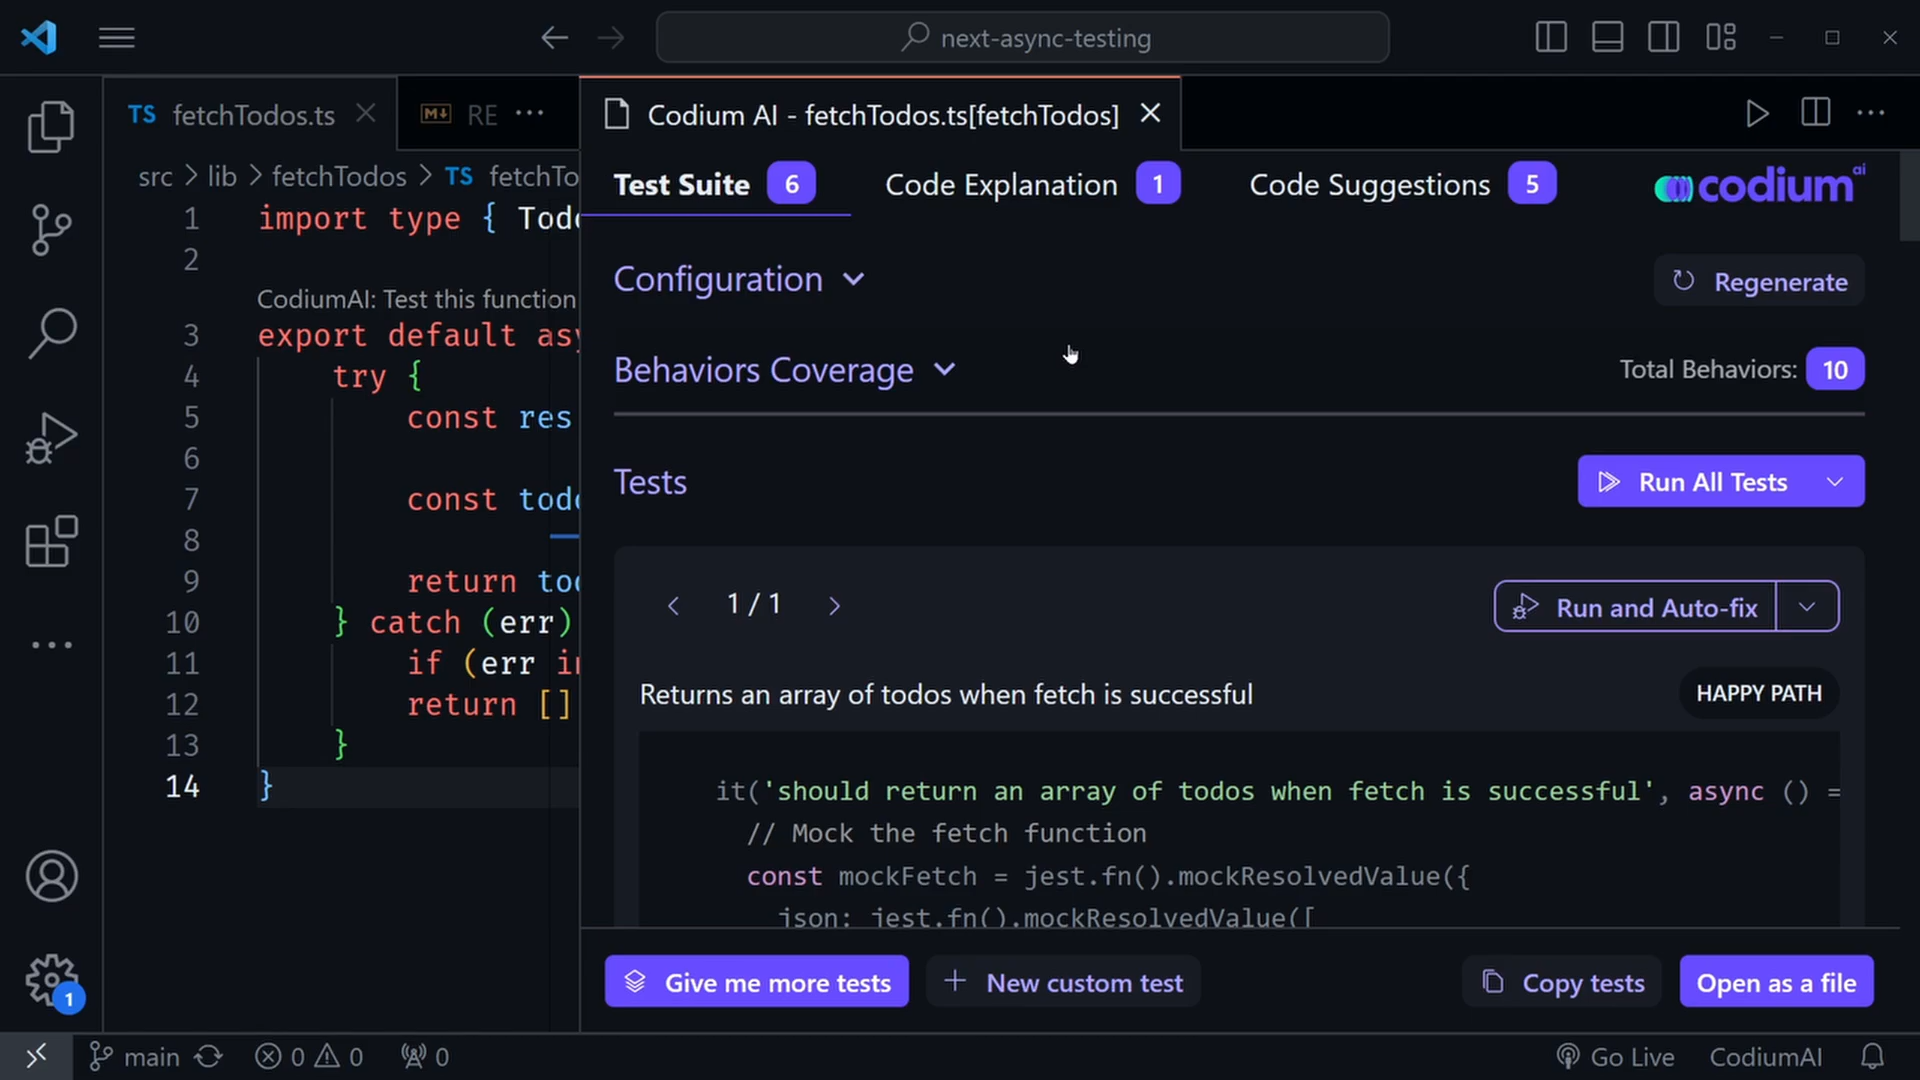 next-async-testing
TS fetchTodos.ts
RE ...
Codium AI - fetchTodos.ts[fetchTodos]
src > lib > fetchTodos > TS fetchTo
Test Suite 6
Code Explanation 1
Code Suggestions 5
codium ai
1 import type {
2
CodiumAI: Test this function
3 export default
4 try {
5 const res
6
7 const
8
9 return
10 } catch (err)
11 if (err
12 return []
13 }
14 }
Configuration
Regenerate
Behaviors Coverage
Total Behaviors: 10
Tests
Run All Tests
1 / 1
Run and Auto-fix
Returns an array of todos when fetch is successful
HAPPY PATH
it('should return an array of todos when fetch is successful', async () =
// Mock the fetch function
const mockFetch = jest.fn().mockResolvedValue({
json: jest.fn().mockResolvedValue([
Give me more tests
+ New custom test
Copy tests
Open as a file
1
main
0 0
0
Go Live
CodiumAI